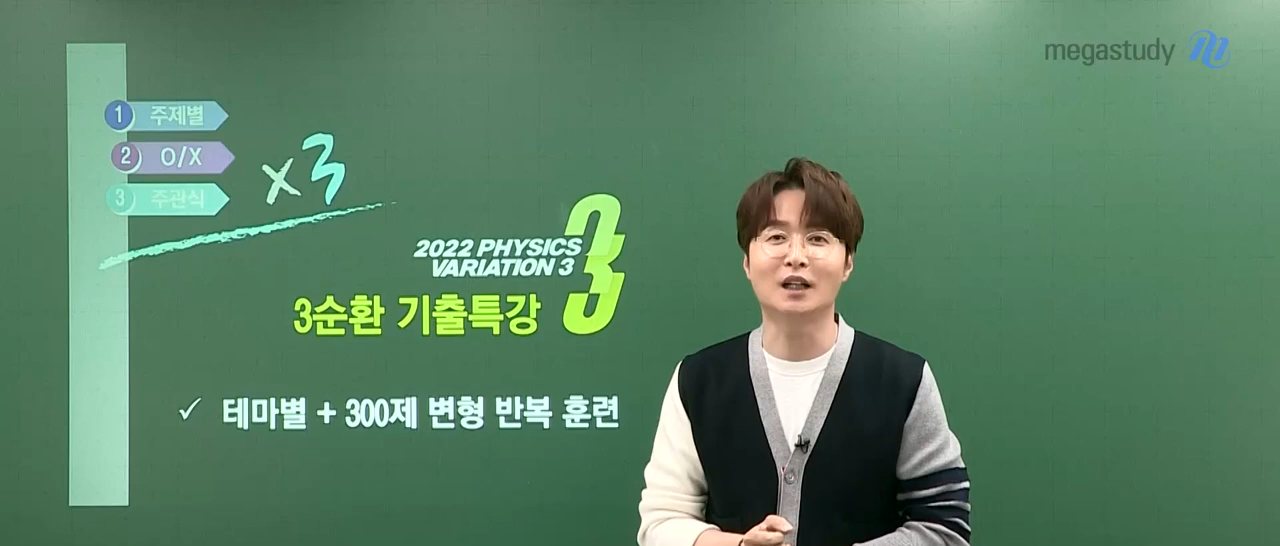 megastudy
1 주제별
2 O/X
3 주관식
x3
2022 PHYSICS
VARIATION 3
3
3순환 기출특강
✓ 테마별 + 300제 변형 반복 훈련